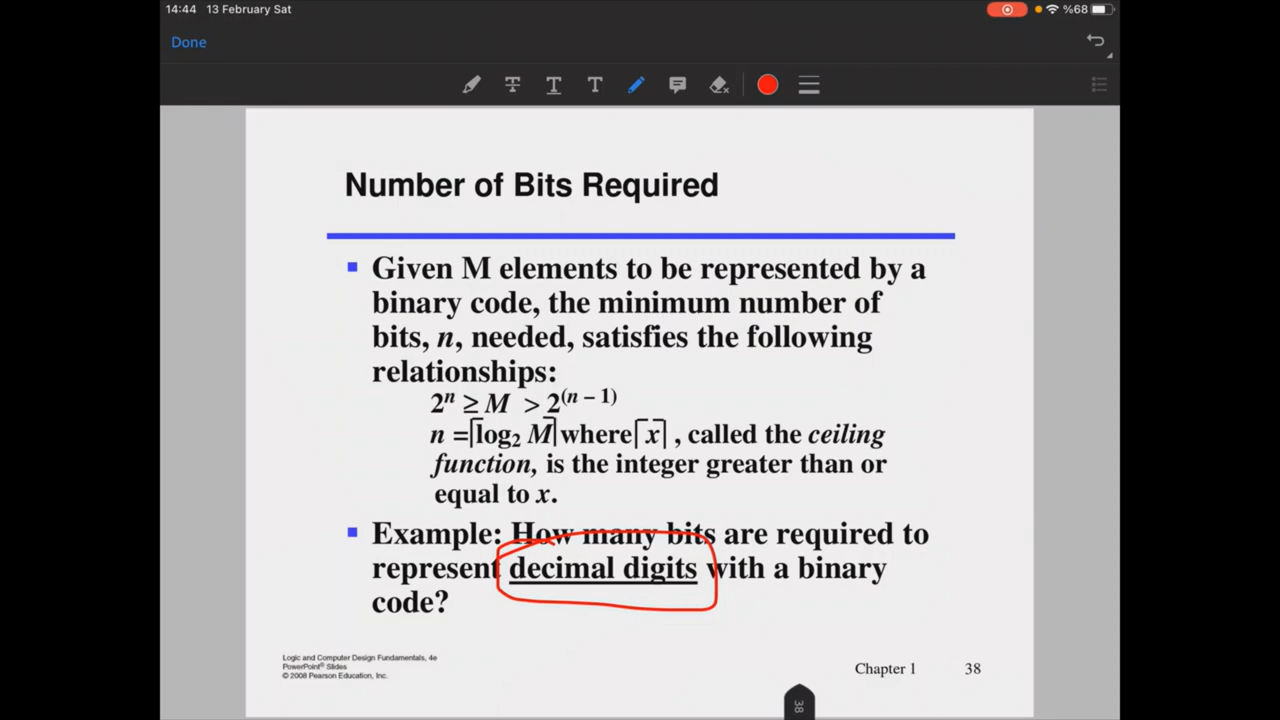 14:44 13 February Sat
%68
Done
T T T
Number of Bits Required
Given M elements to be represented by a
binary code, the minimum number of
bits, n, needed, satisfies the following
relationships:
2ⁿ ≥ M > 2⁽ⁿ ⁻ ¹⁾
n = ⌈log₂ M⌉ where ⌈x⌉ , called the ceiling
function, is the integer greater than or
equal to x.
Example: How many bits are required to
represent decimal digits with a binary
code?
Logic and Computer Design Fundamentals, 4e
PowerPoint® Slides
© 2008 Pearson Education, Inc.
Chapter 1 38
38